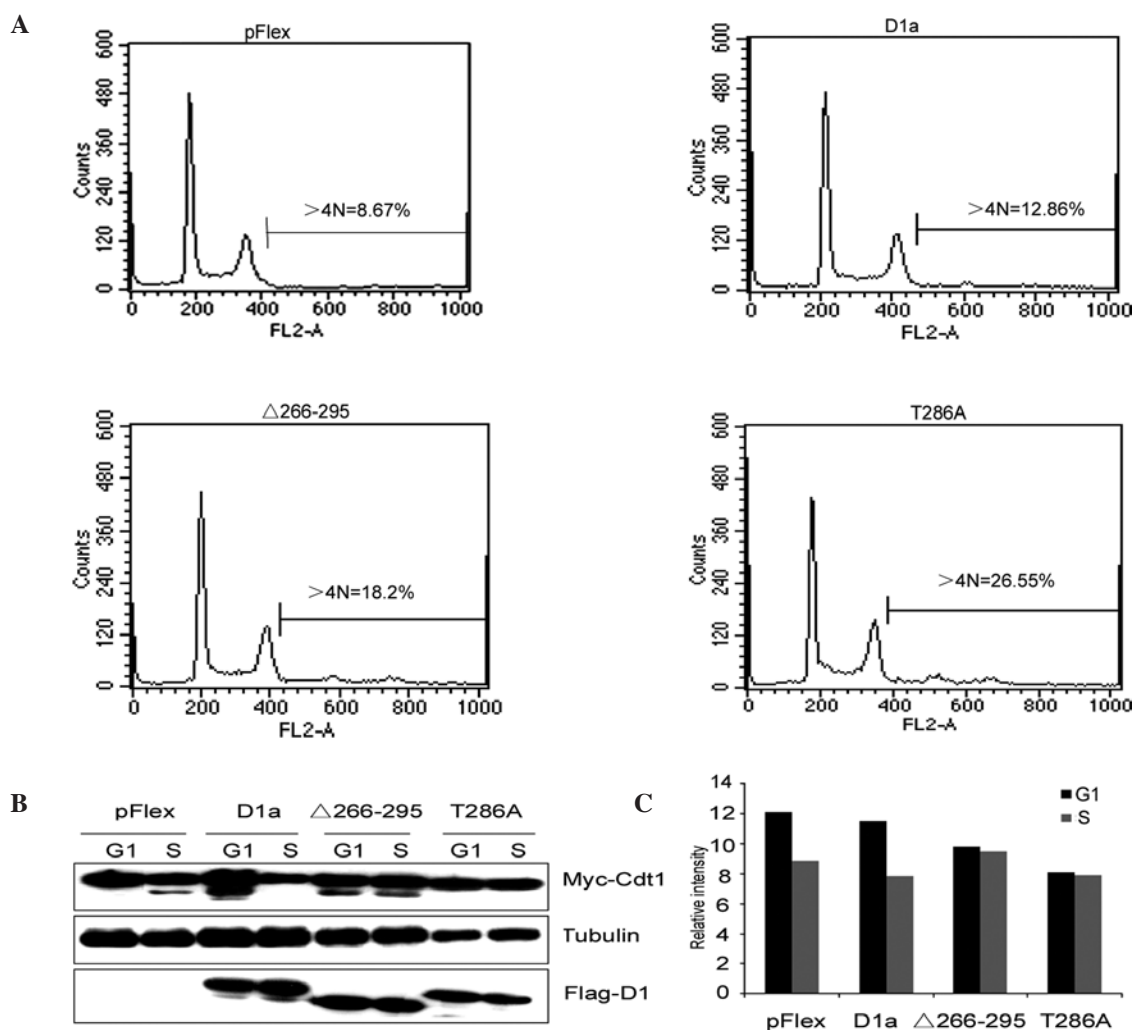 A
pFlex
600
480
360
240
120
0
Counts
>4N=8.67%
0 200 400 600 800 1000
FL2-A
D1a
600
480
360
240
120
0
Counts
>4N=12.86%
0 200 400 600 800 1000
FL2-A
△266-295
600
480
360
240
120
0
Counts
>4N=18.2%
0 200 400 600 800 1000
FL2-A
T286A
600
480
360
240
120
0
Counts
>4N=26.55%
0 200 400 600 800 1000
FL2-A
B
pFlex D1a △266-295 T286A
G1 S G1 S G1 S G1 S
Myc-Cdt1
Tubulin
Flag-D1
C
14
12
10
8
6
4
2
0
Relative intensity
G1
S
pFlex D1a △266-295 T286A